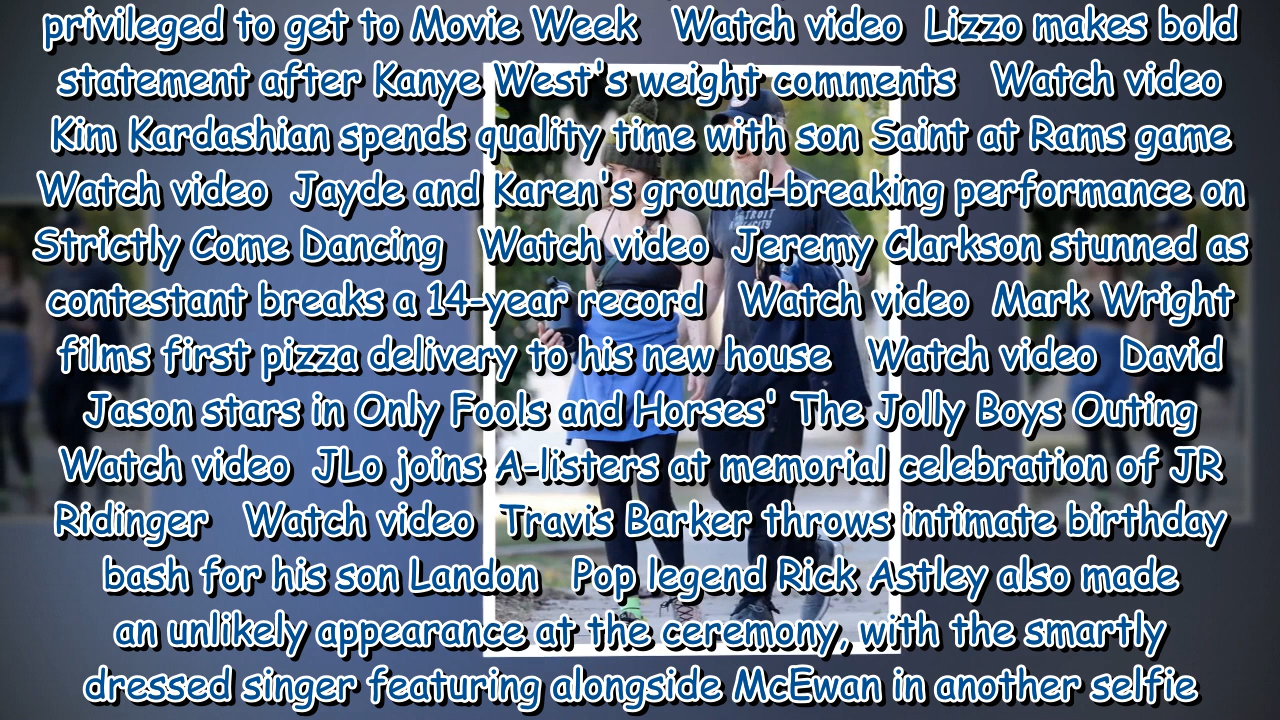 privileged to get to Movie Week Watch video Lizzo makes bold
statement after Kanye West's weight comments Watch video
Kim Kardashian spends quality time with son Saint at Rams game
Watch video Jayde and Karen's ground-breaking performance on
Strictly Come Dancing Watch video Jeremy Clarkson stunned as
contestant breaks a 14-year record Watch video Mark Wright
films first pizza delivery to his new house Watch video David
Jason stars in Only Fools and Horses' The Jolly Boys Outing
Watch video JLo joins A-listers at memorial celebration of JR
Ridinger Watch video Travis Barker throws intimate birthday
bash for his son Landon Pop legend Rick Astley also made
an unlikely appearance at the ceremony, with the smartly
dressed singer featuring alongside McEwan in another selfie